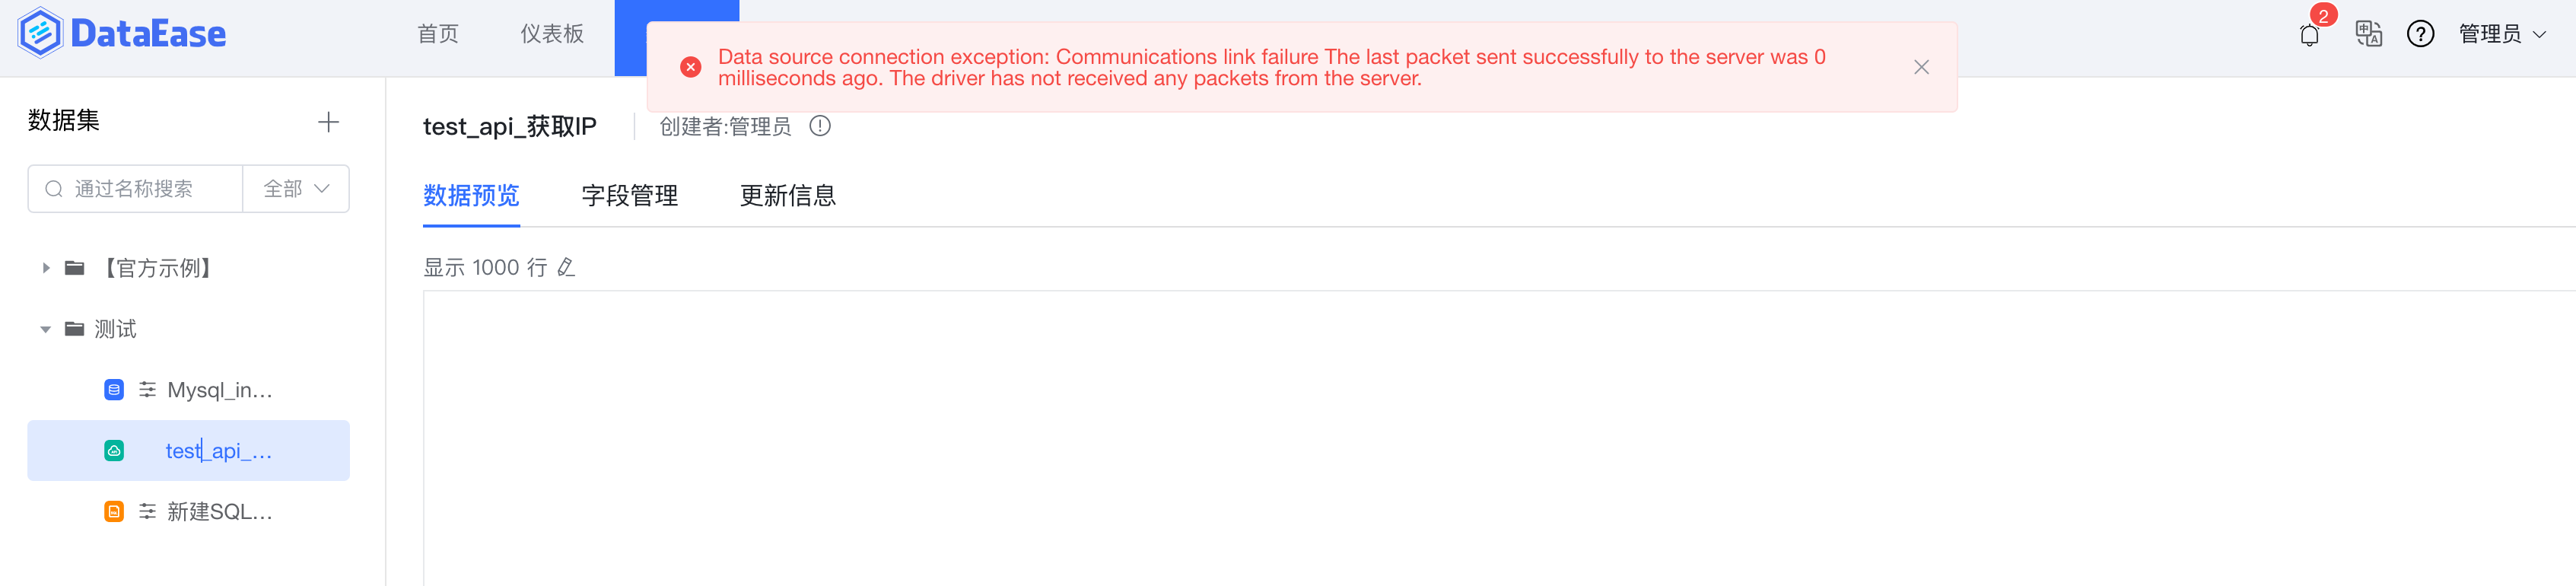 DataEase
首页
仪表板
Data source connection exception: Communications link failure The last packet sent successfully to the server was 0
milliseconds ago. The driver has not received any packets from the server.
2
管理员
数据集
通过名称搜索
全部
【官方示例】
测试
Mysql_in...
test_api_...
新建SQL...
test_api_获取IP
创建者:管理员
数据预览
字段管理
更新信息
显示 1000 行